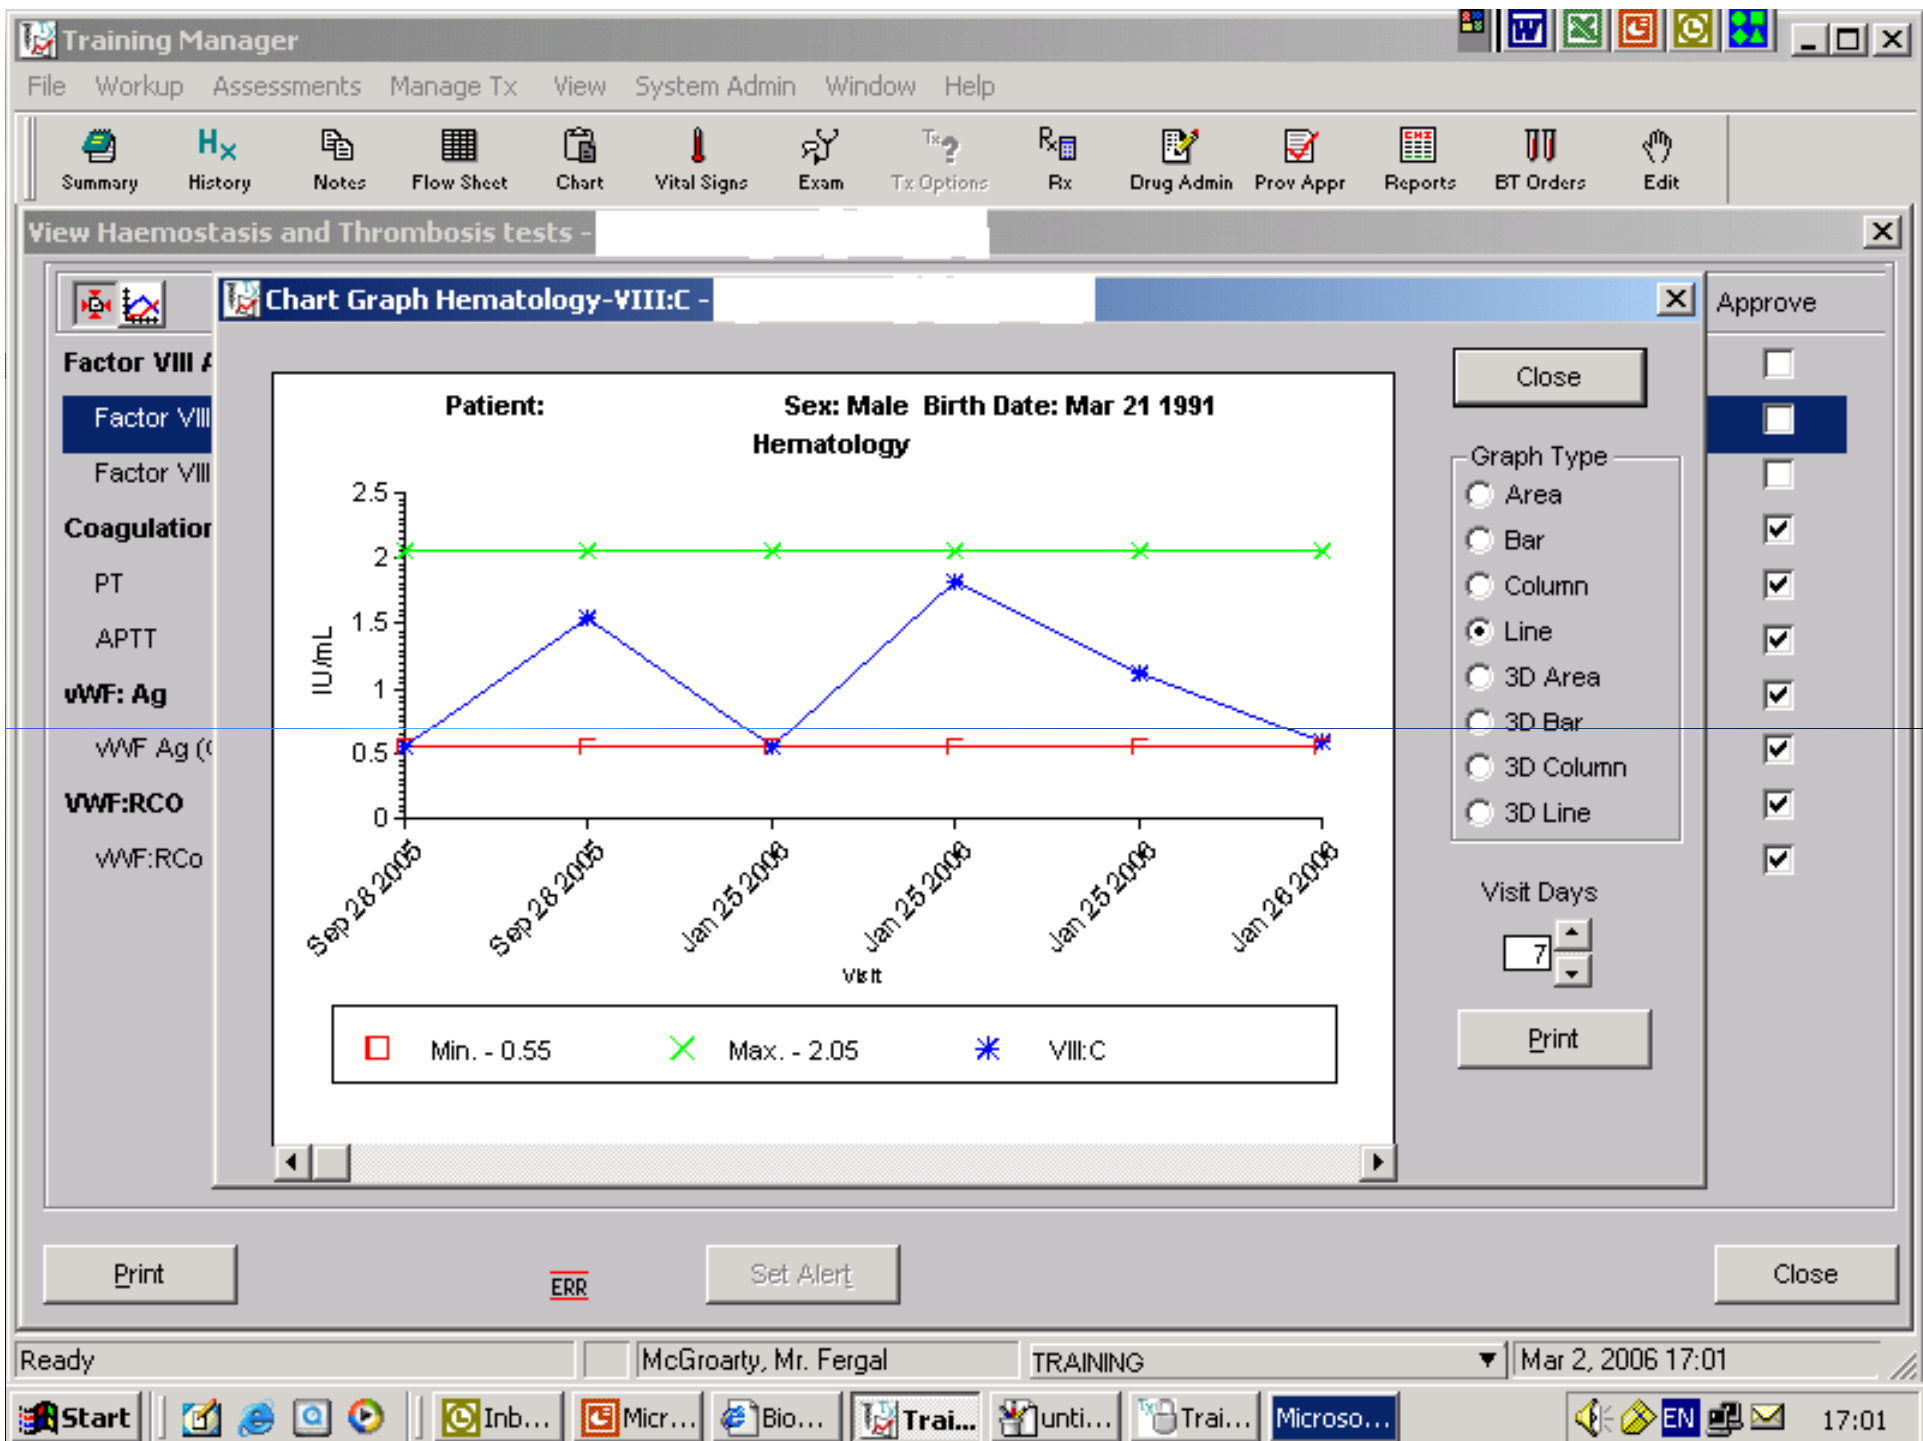 Training Manager
File Workup Assessments Manage Tx View System Admin Window Help
Summary History Notes Flow Sheet Chart Vital Signs Exam Tx Options Rx Drug Admin Prov Appr Reports BT Orders Edit
View Haemostasis and Thrombosis tests -
Chart Graph Hematology-VIII:C -
Approve
Factor VIII A
Factor VIII
Factor VIII
Coagulation
PT
APTT
vWF: Ag
vWF Ag (
VWF:RCO
vWF:RCo
Patient: Sex: Male Birth Date: Mar 21 1991
Hematology
2.5
2
1.5
1
0.5
0
IU/mL
Sep 28 2005 Sep 28 2005 Jan 25 2006 Jan 25 2006 Jan 25 2006 Jan 26 2006
Visit
Min. - 0.55 Max. - 2.05 VIII:C
Close
Graph Type
Area
Bar
Column
Line
3D Area
3D Bar
3D Column
3D Line
Visit Days
7
Print
Print ERR Set Alert Close
Ready McGroarty, Mr. Fergal TRAINING Mar 2, 2006 17:01
Start Inb... Micr... Bio... Trai... unti... Trai... Microso... EN 17:01